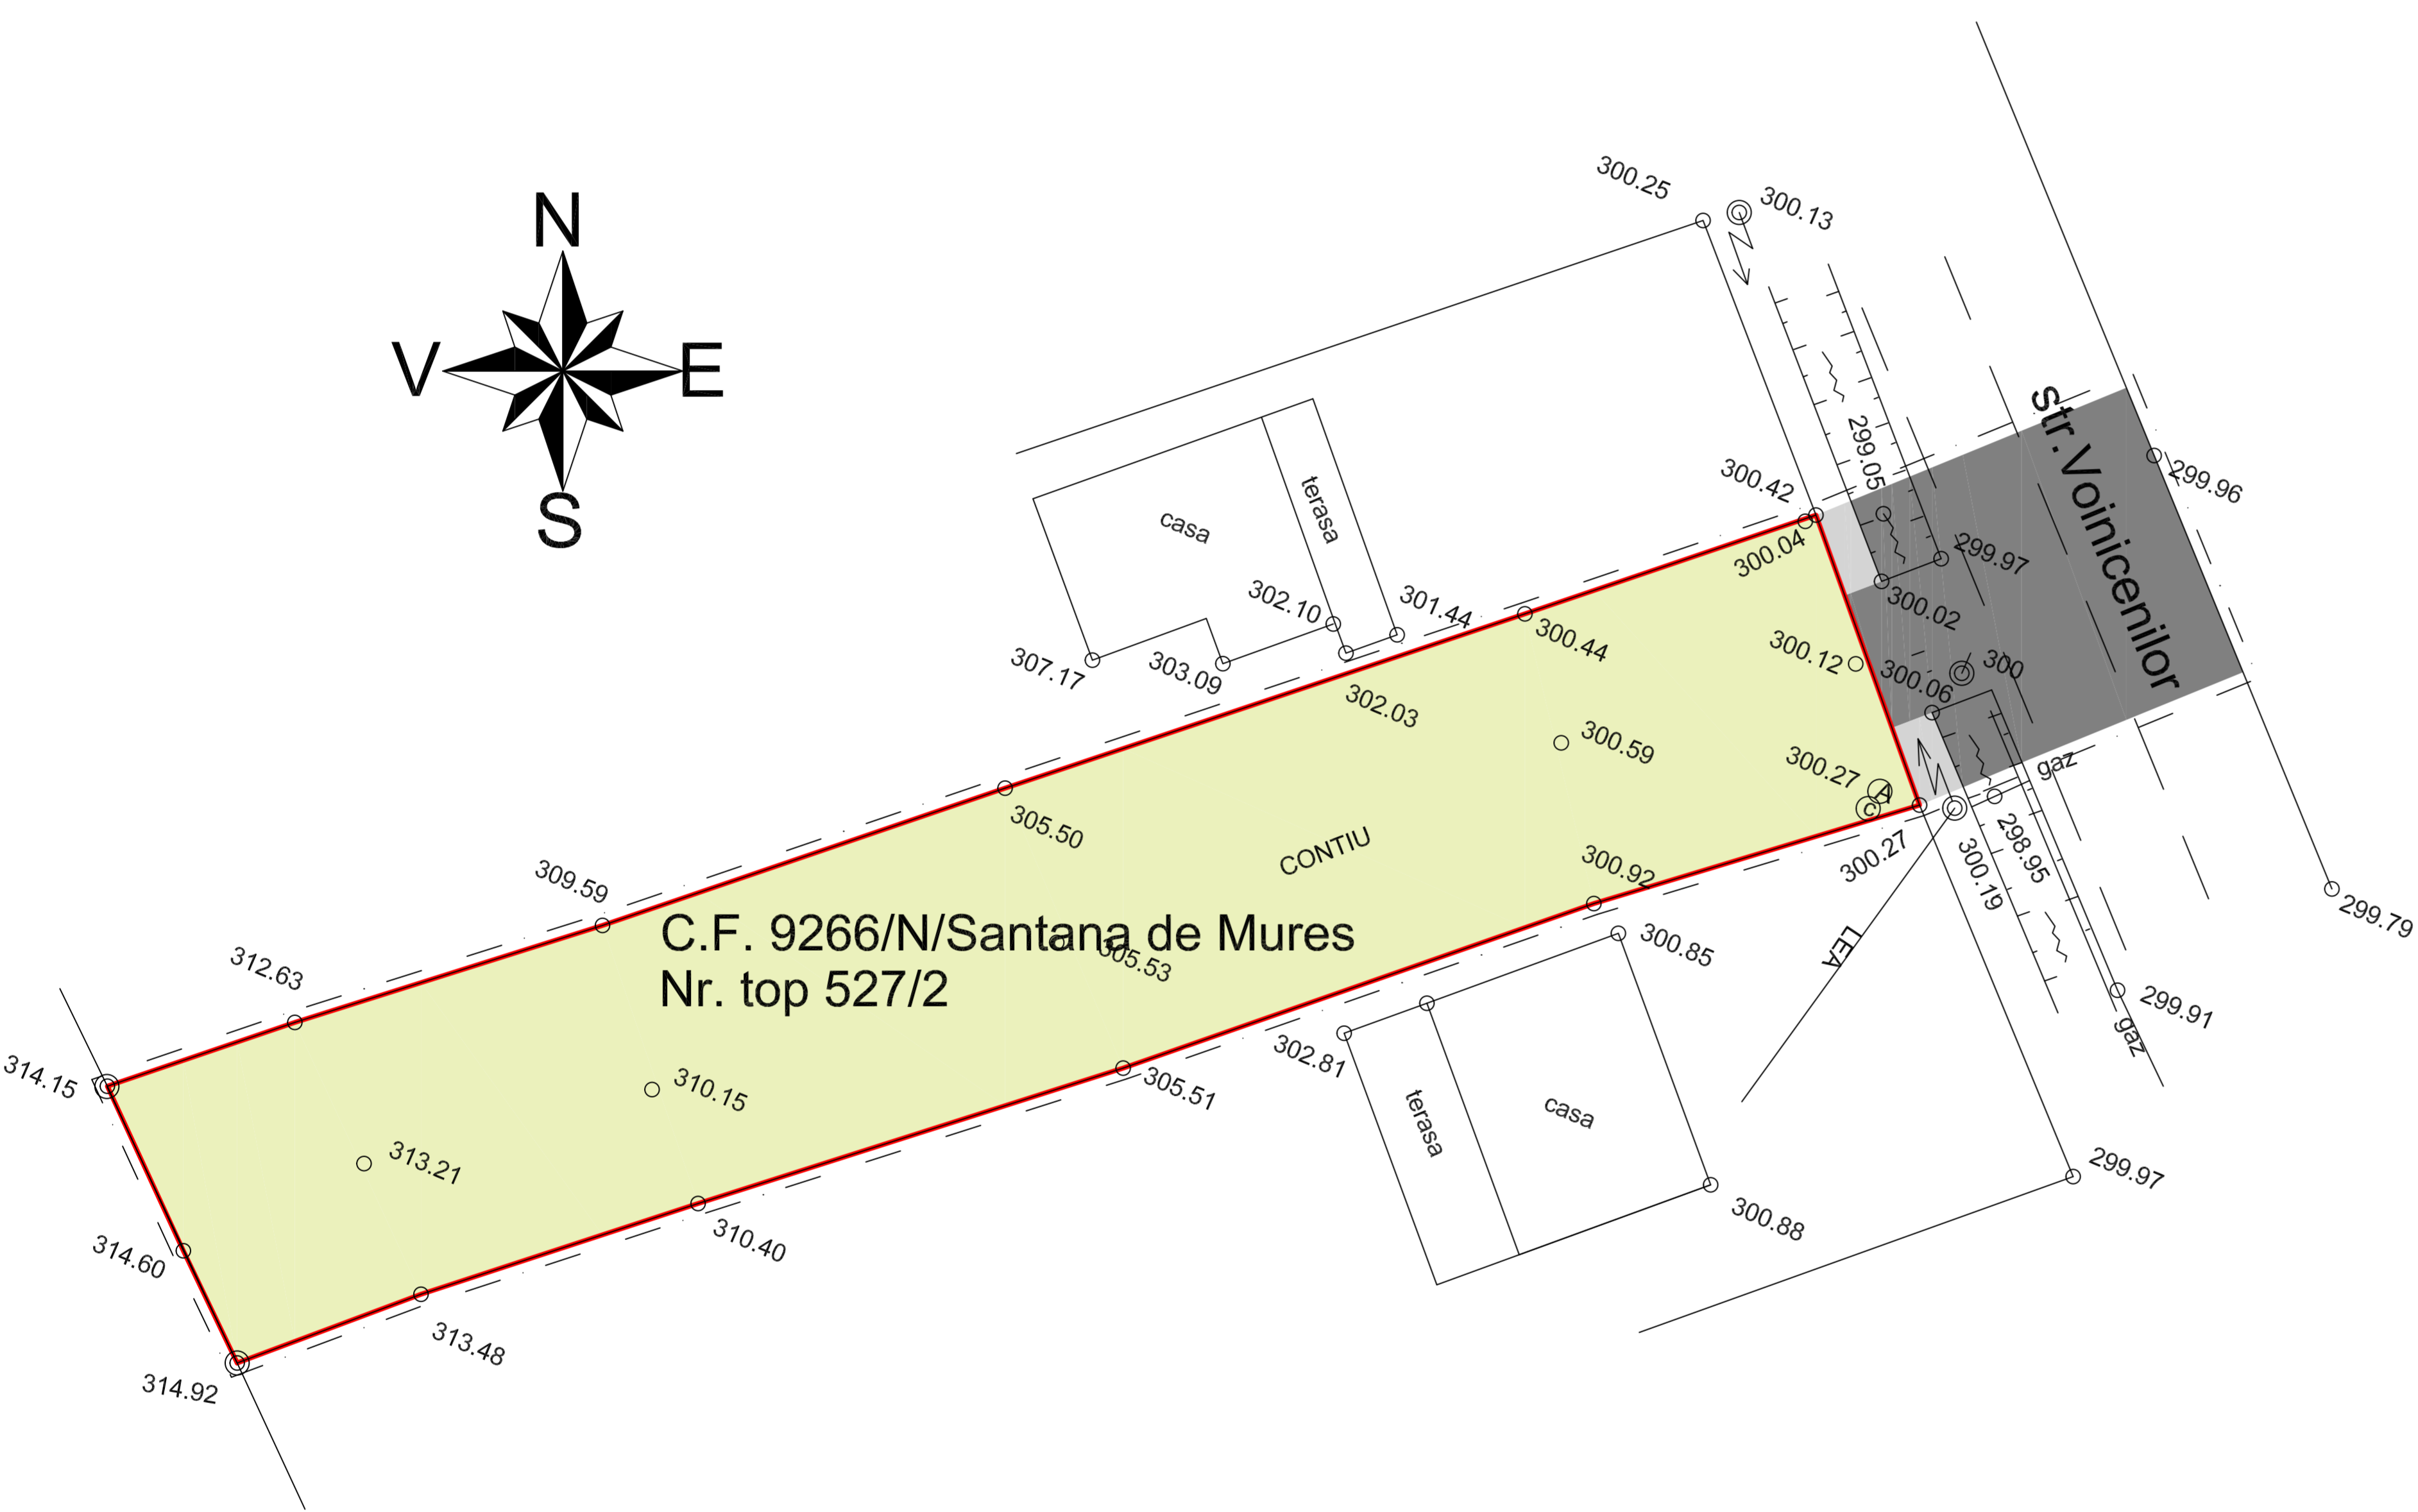 N
V
E
S
300.25
300.13
299.05
str.Voinicenilor
299.96
300.42
300.04
299.97
300.02
casa
terasa
302.10
301.44
307.17
303.09
302.03
300.44
300.12
300.06
300
300.59
300.27
A
c
gaz
305.50
CONTIU
300.92
300.27
300.19
298.95
299.79
309.59
C.F. 9266/N/Santana de Mures
Nr. top 527/2
305.53
300.85
LEA
299.91
gaz
312.63
314.15
310.15
305.51
302.81
terasa
casa
313.21
299.97
300.88
314.60
310.40
313.48
314.92